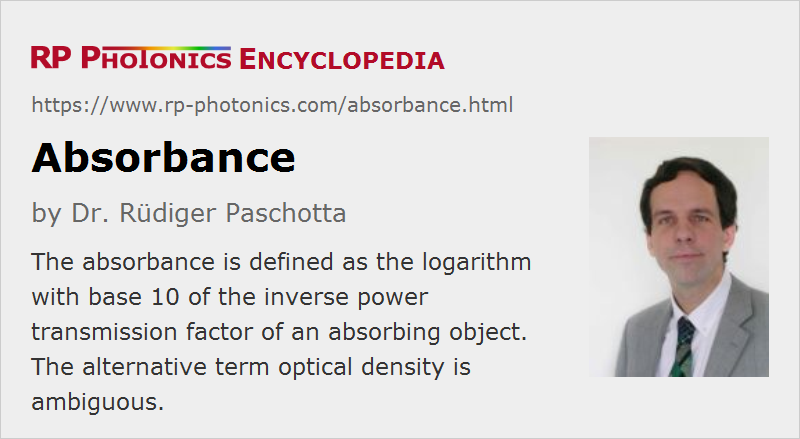 RP PHOTONICS ENCYCLOPEDIA
https://www.rp-photonics.com/absorbance.html
Absorbance
by Dr. Rüdiger Paschotta
The absorbance is defined as the logarithm
with base 10 of the inverse power
transmission factor of an absorbing object.
The alternative term optical density is
ambiguous.